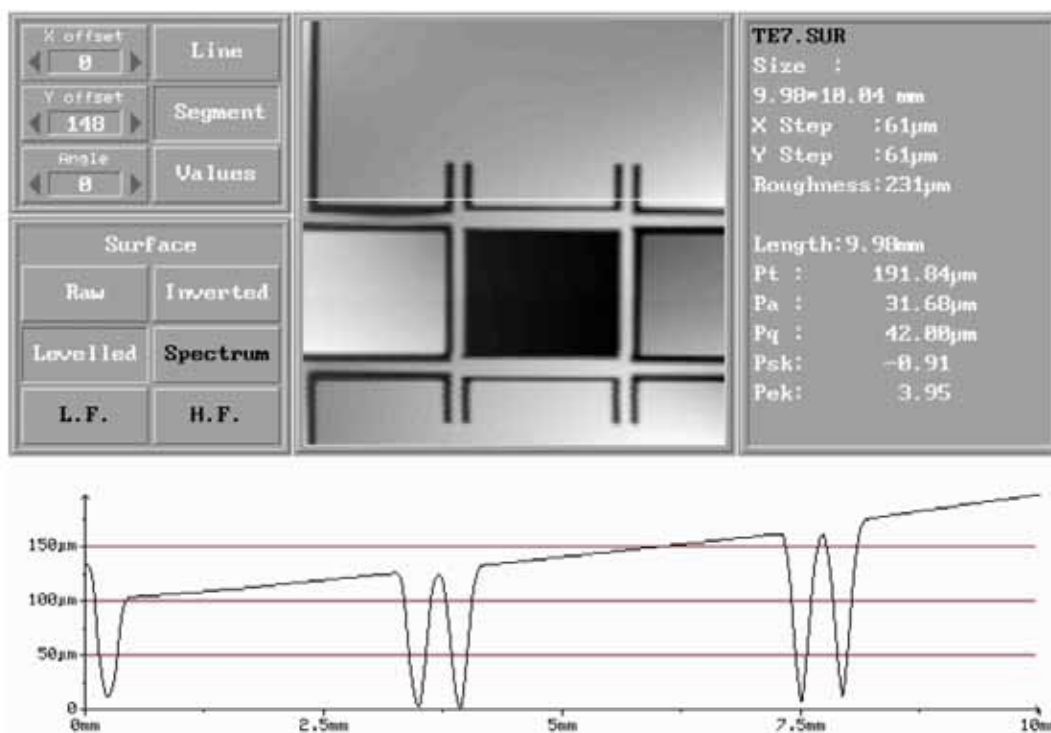 X offset
0
Line
Y offset
148
Segment
Angle
0
Values
Surface
Raw
Inverted
Levelled
Spectrum
L.F.
H.F.
TE7.SUR
Size :
9.98*10.04 mm
X Step :61µm
Y Step :61µm
Roughness:231µm
Length:9.98mm
Pt : 191.84µm
Pa : 31.68µm
Pq : 42.00µm
Psk: -0.91
Pek: 3.95
150µm
100µm
50µm
0
0mm
2.5mm
5mm
7.5mm